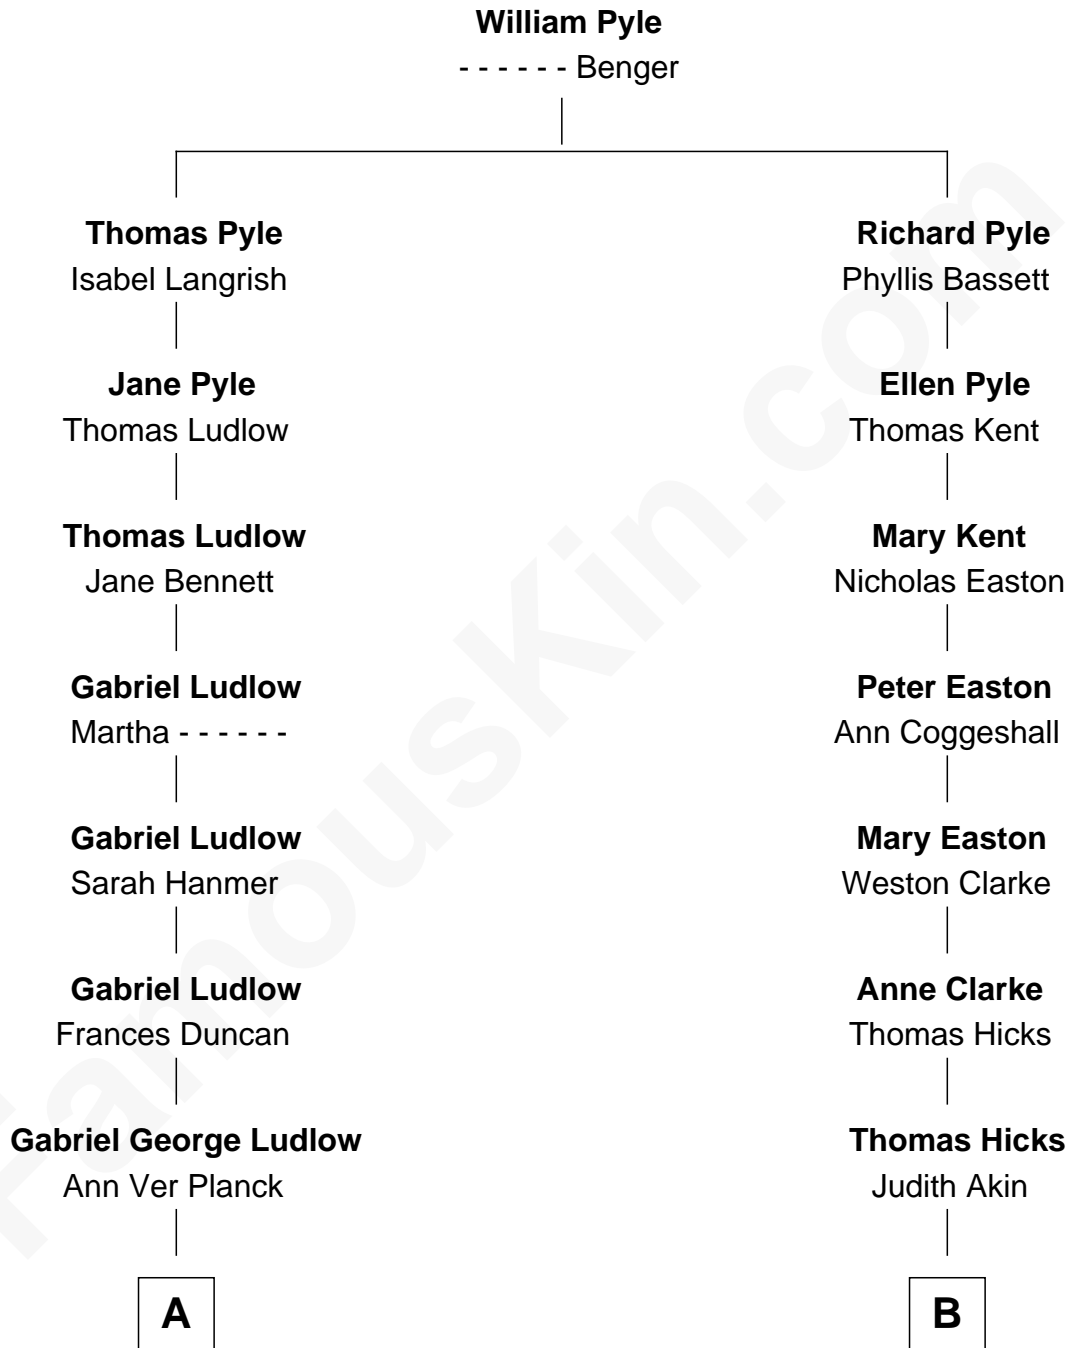 William Pyle
- - - - - - Benger
Thomas Pyle
Isabel Langrish
Richard Pyle
Phyllis Bassett
Jane Pyle
Thomas Ludlow
Ellen Pyle
Thomas Kent
Thomas Ludlow
Jane Bennett
Mary Kent
Nicholas Easton
Gabriel Ludlow
Martha - - - - - -
Peter Easton
Ann Coggeshall
Gabriel Ludlow
Sarah Hanmer
Mary Easton
Weston Clarke
Gabriel Ludlow
Frances Duncan
Anne Clarke
Thomas Hicks
Gabriel George Ludlow
Ann Ver Planck
Thomas Hicks
Judith Akin
A
B
FamousKin.com